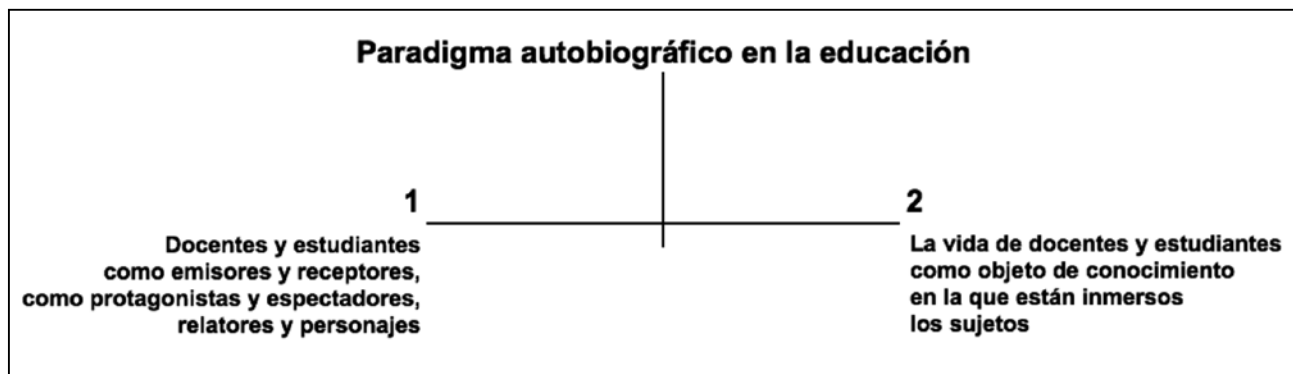 Paradigma autobiográfico en la educación
1
Docentes y estudiantes
como emisores y receptores,
como protagonistas y espectadores,
relatores y personajes
2
La vida de docentes y estudiantes
como objeto de conocimiento
en la que están inmersos
los sujetos